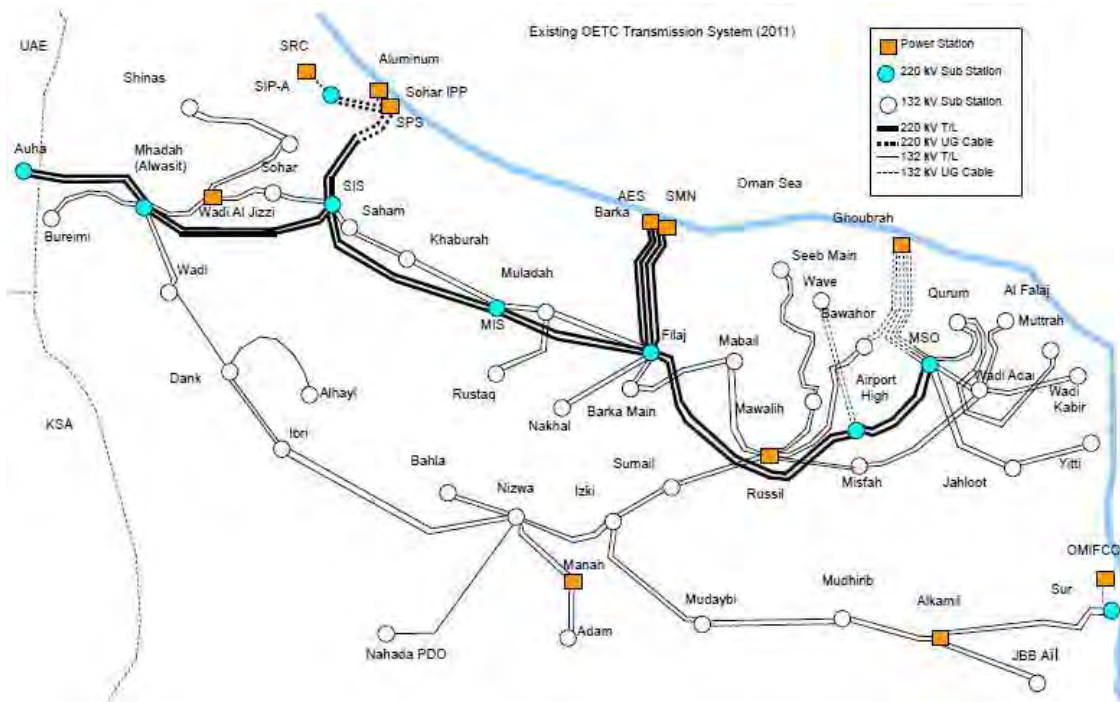 Existing OETC Transmission System (2011)
UAE
SRC
Aluminum
Shinas
SIP-A
Sohar IPP
SPS
Power Station
220 kV Sub Station
132 kV Sub Station
220 kV T/L
220 kV UG Cable
132 kV T/L
132 kV UG Cable
Auha
Mhadah
(Alwasit)
Sohar
SIS
Wadi Al Jizzi
Saham
Bureimi
AES
SMN
Barka
Oman Sea
Ghoubrah
Khaburah
Wadi
Muladah
Seeb Main
Wave
Bawahor
Qurum
Al Falaj
Muttrah
MIS
Filaj
MSO
Mabail
Wadi Adai
Airport
High
Wadi
Kabir
Dank
Alhayl
Rustaq
Nakhal
Barka Main
Mawalih
KSA
Ibri
Bahla
Sumail
Nizwa
Izki
Russil
Misfah
Jahloot
Yitti
Manah
OMIFCO
Sur
Mudaybi
Mudhirib
Alkamil
Adam
Nahada PDO
JBB Ali